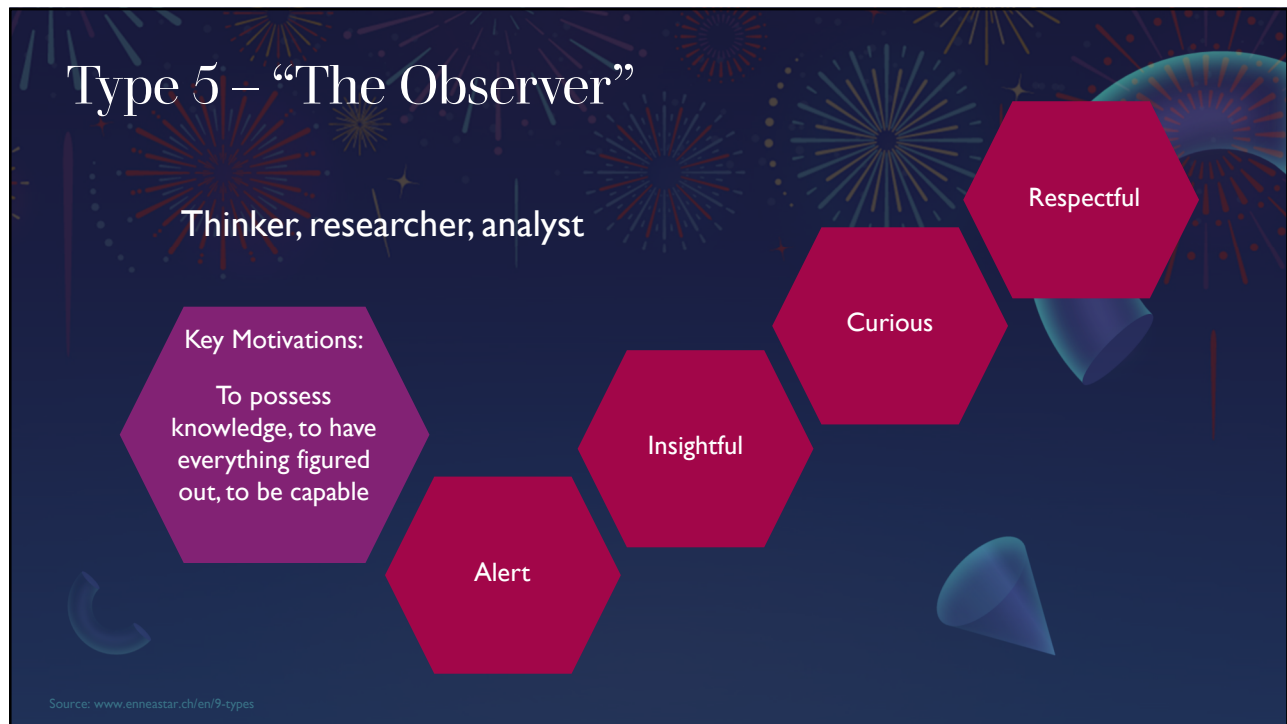 Type 5 – “The Observer”
Thinker, researcher, analyst
Key Motivations:
To possess
knowledge, to have
everything figured
out, to be capable
Alert
Insightful
Curious
Respectful
Source: www.enneastar.ch/en/9-types